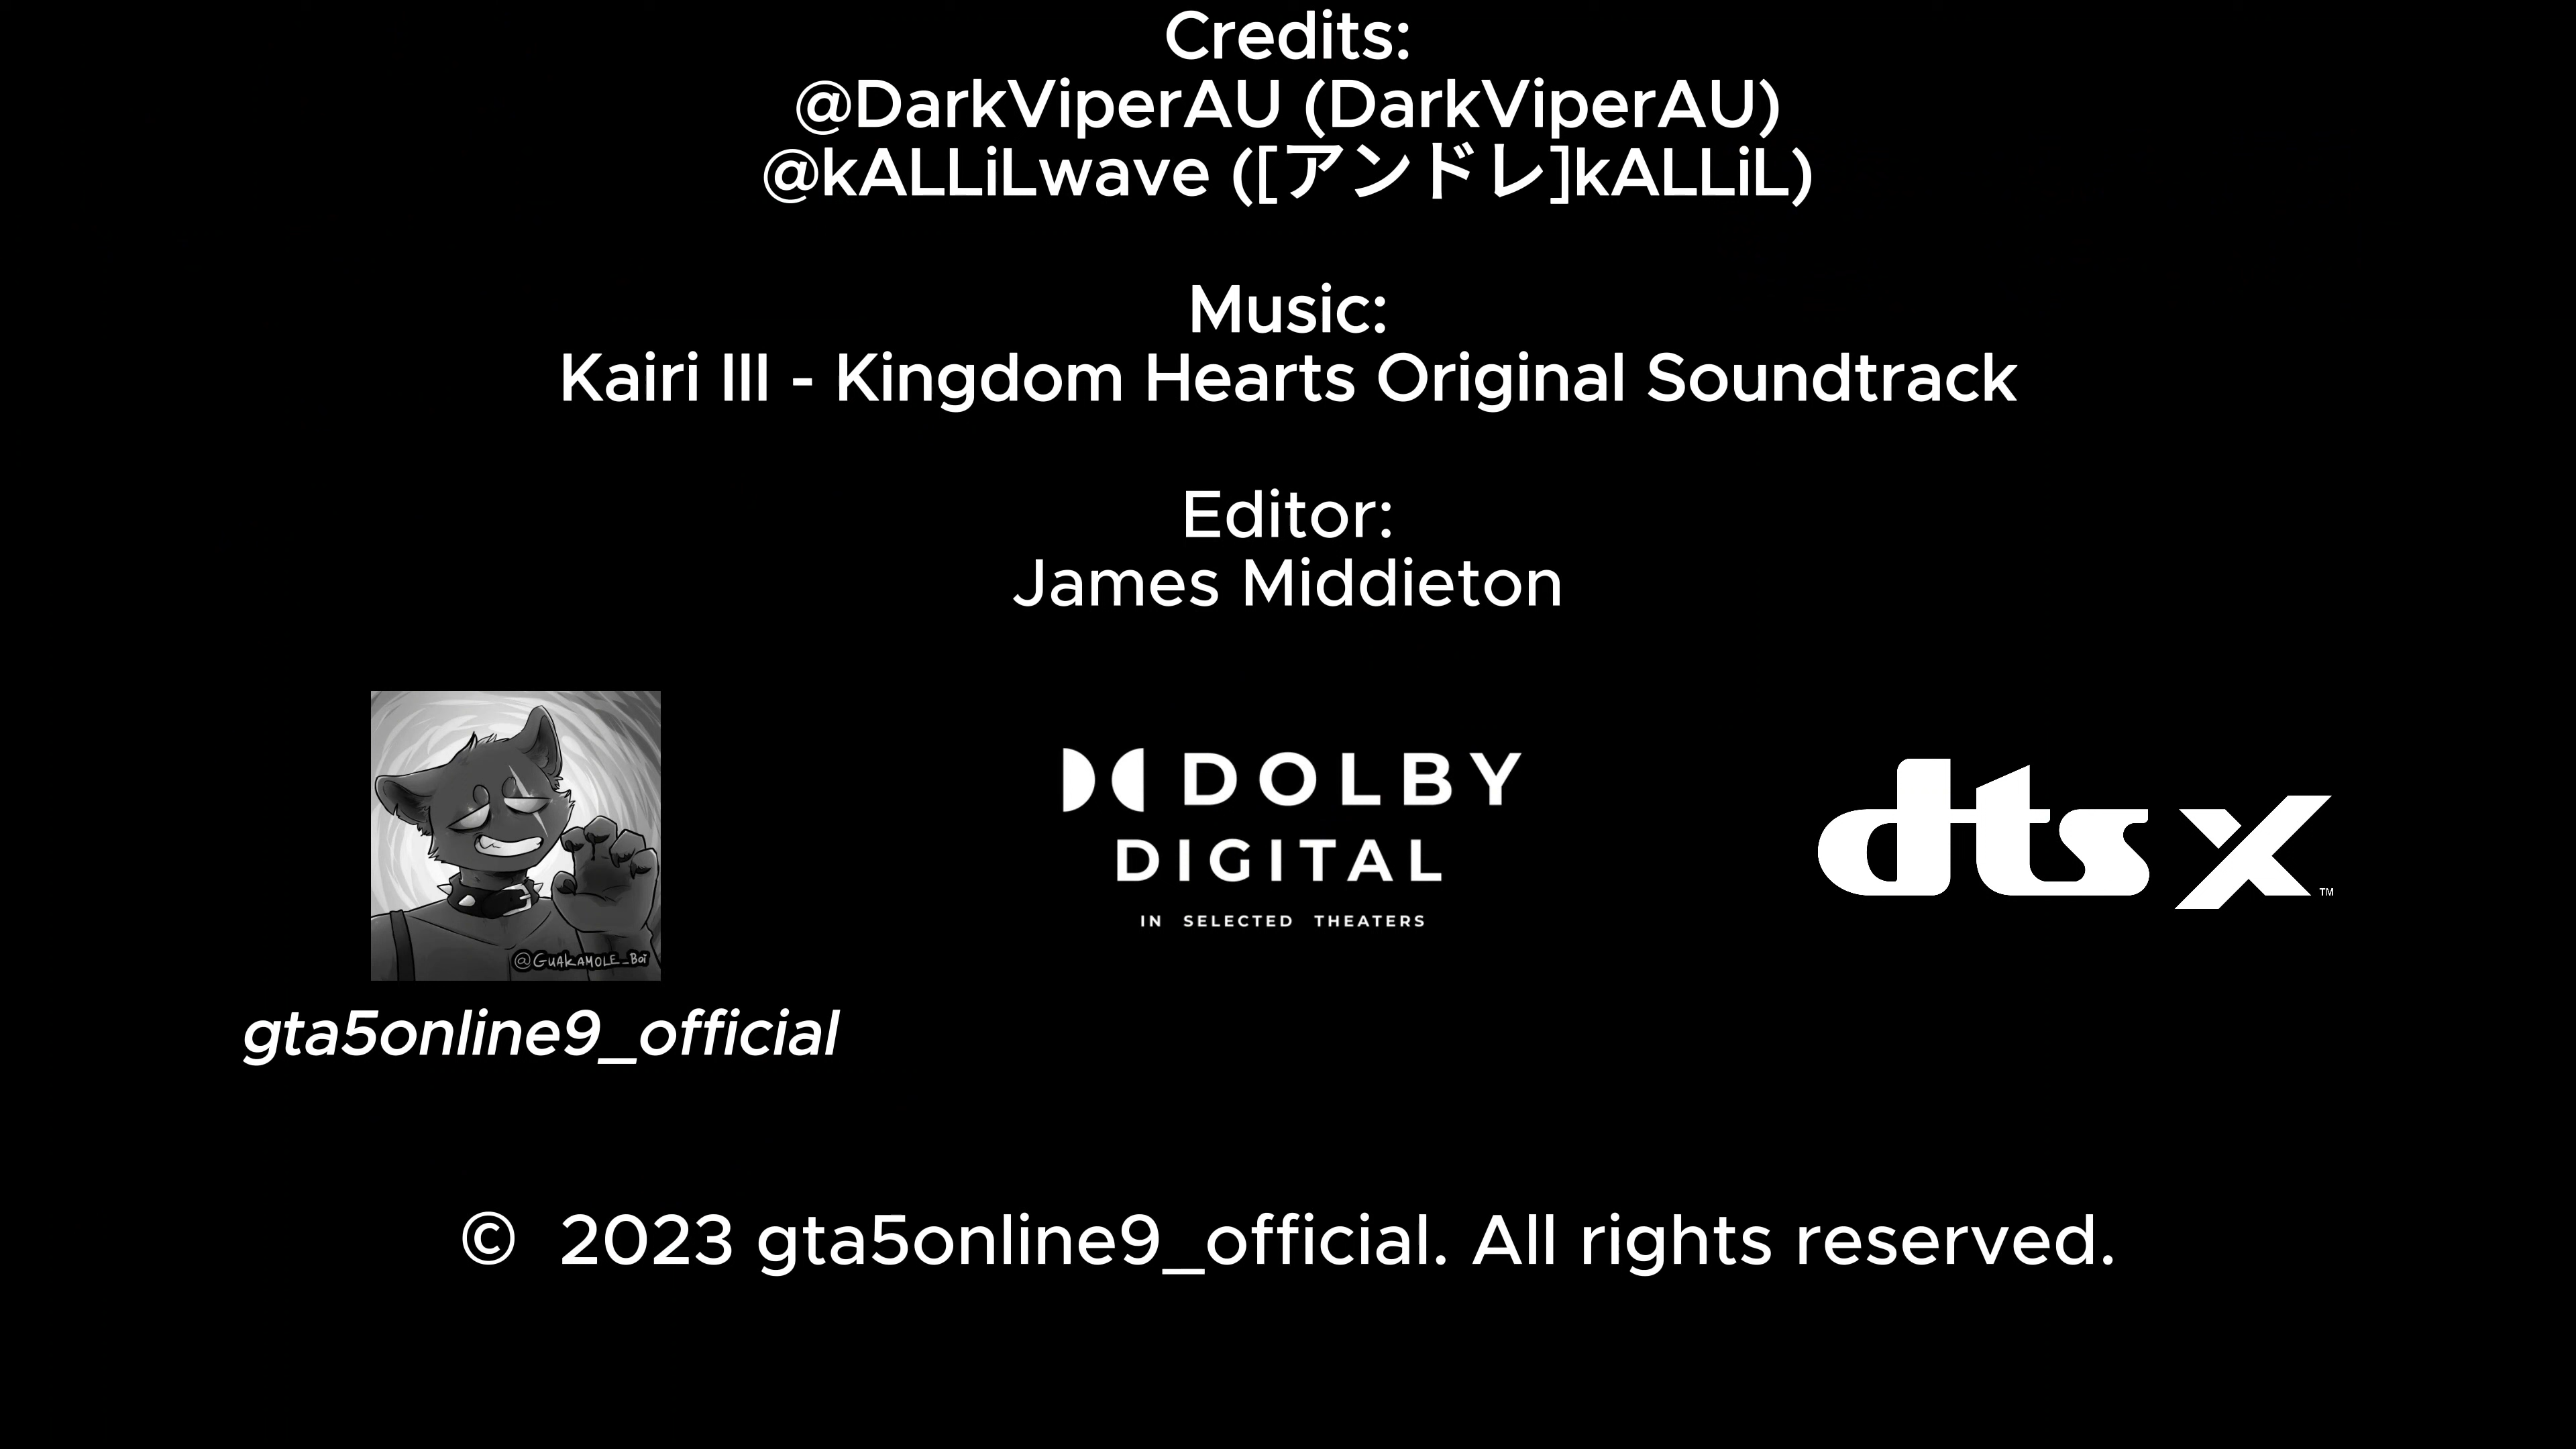 Credits:
@DarkViperAU (DarkViperAU)
@kALLiLwave ([アンドレ]kALLiL)
Music:
Kairi III - Kingdom Hearts Original Soundtrack
Editor:
James Middieton
@GUAKAMOLE_BOI
gta5online9_official
DOLBY
DIGITAL
IN SELECTED THEATERS
dts x ™
© 2023 gta5online9_official. All rights reserved.